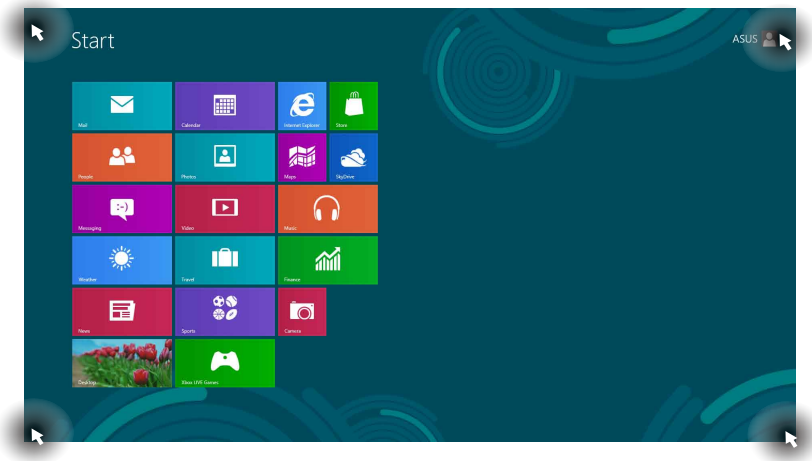 Start
ASUS
Mail
Calendar
Internet Explorer
Store
People
Photos
Maps
SkyDrive
:-)
Messaging
Video
Music
Weather
Travel
Finance
News
Sports
Camera
Desktop
Xbox LIVE Games